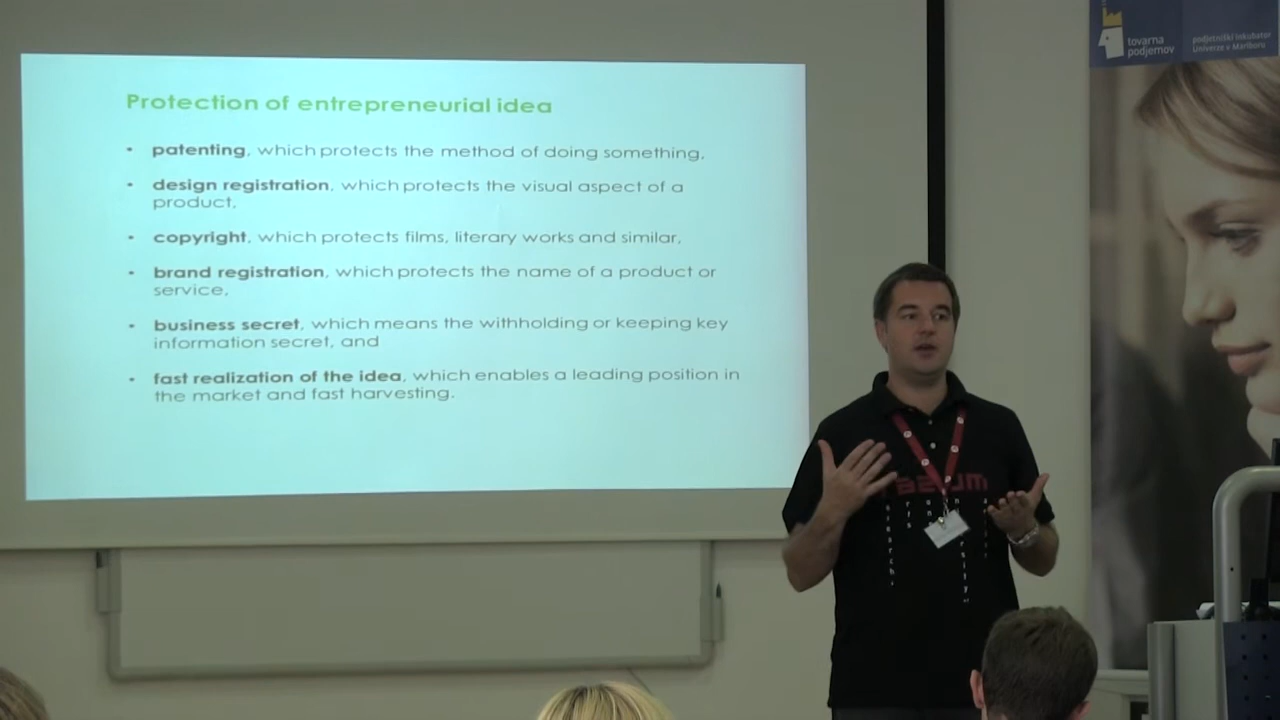 Protection of entrepreneurial idea
• patenting, which protects the method of doing something,
• design registration, which protects the visual aspect of a
product,
• copyright, which protects films, literary works and similar,
• brand registration, which protects the name of a product or
service,
• business secret, which means the withholding or keeping key
information secret, and
• fast realization of the idea, which enables a leading position in
the market and fast harvesting.
tovarna
podjemov
podjetniški inkubator
Univerze v Mariboru